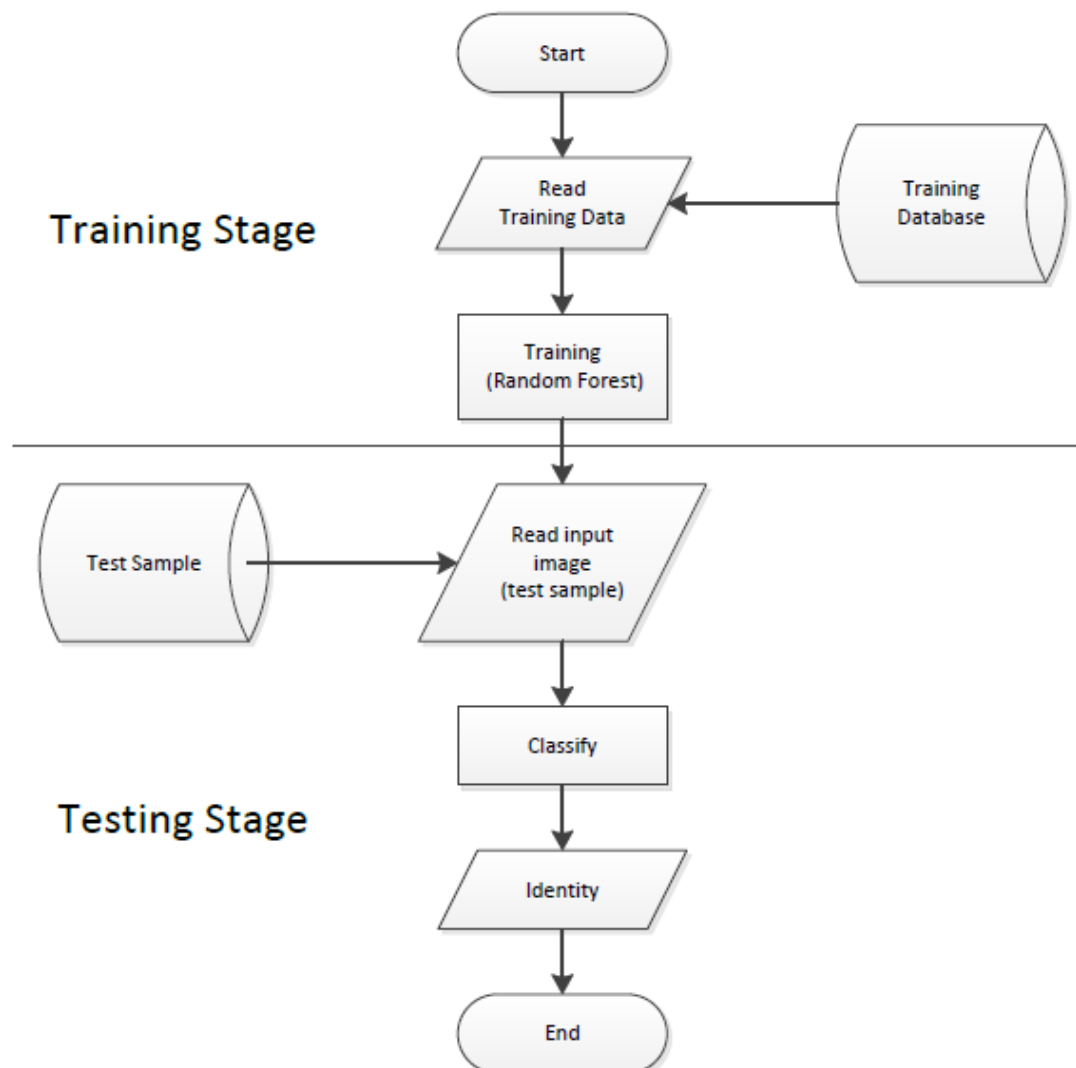 Start
Read
Training Data
Training
Database
Training Stage
Training
(Random Forest)
Test Sample
Read input
image
(test sample)
Classify
Testing Stage
Identity
End